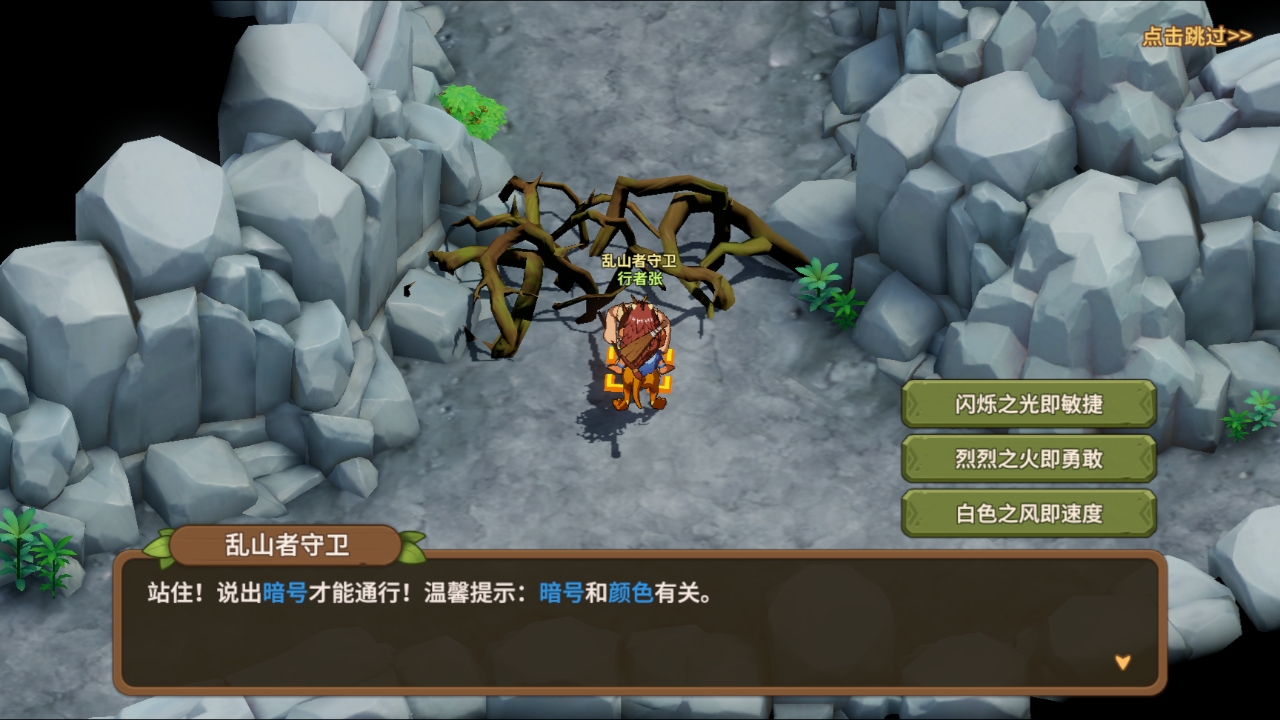 点击跳过>>
乱山者守卫
行者张
闪烁之光即敏捷
烈烈之火即勇敢
白色之风即速度
乱山者守卫
站住！说出暗号才能通行！温馨提示：暗号和颜色有关。